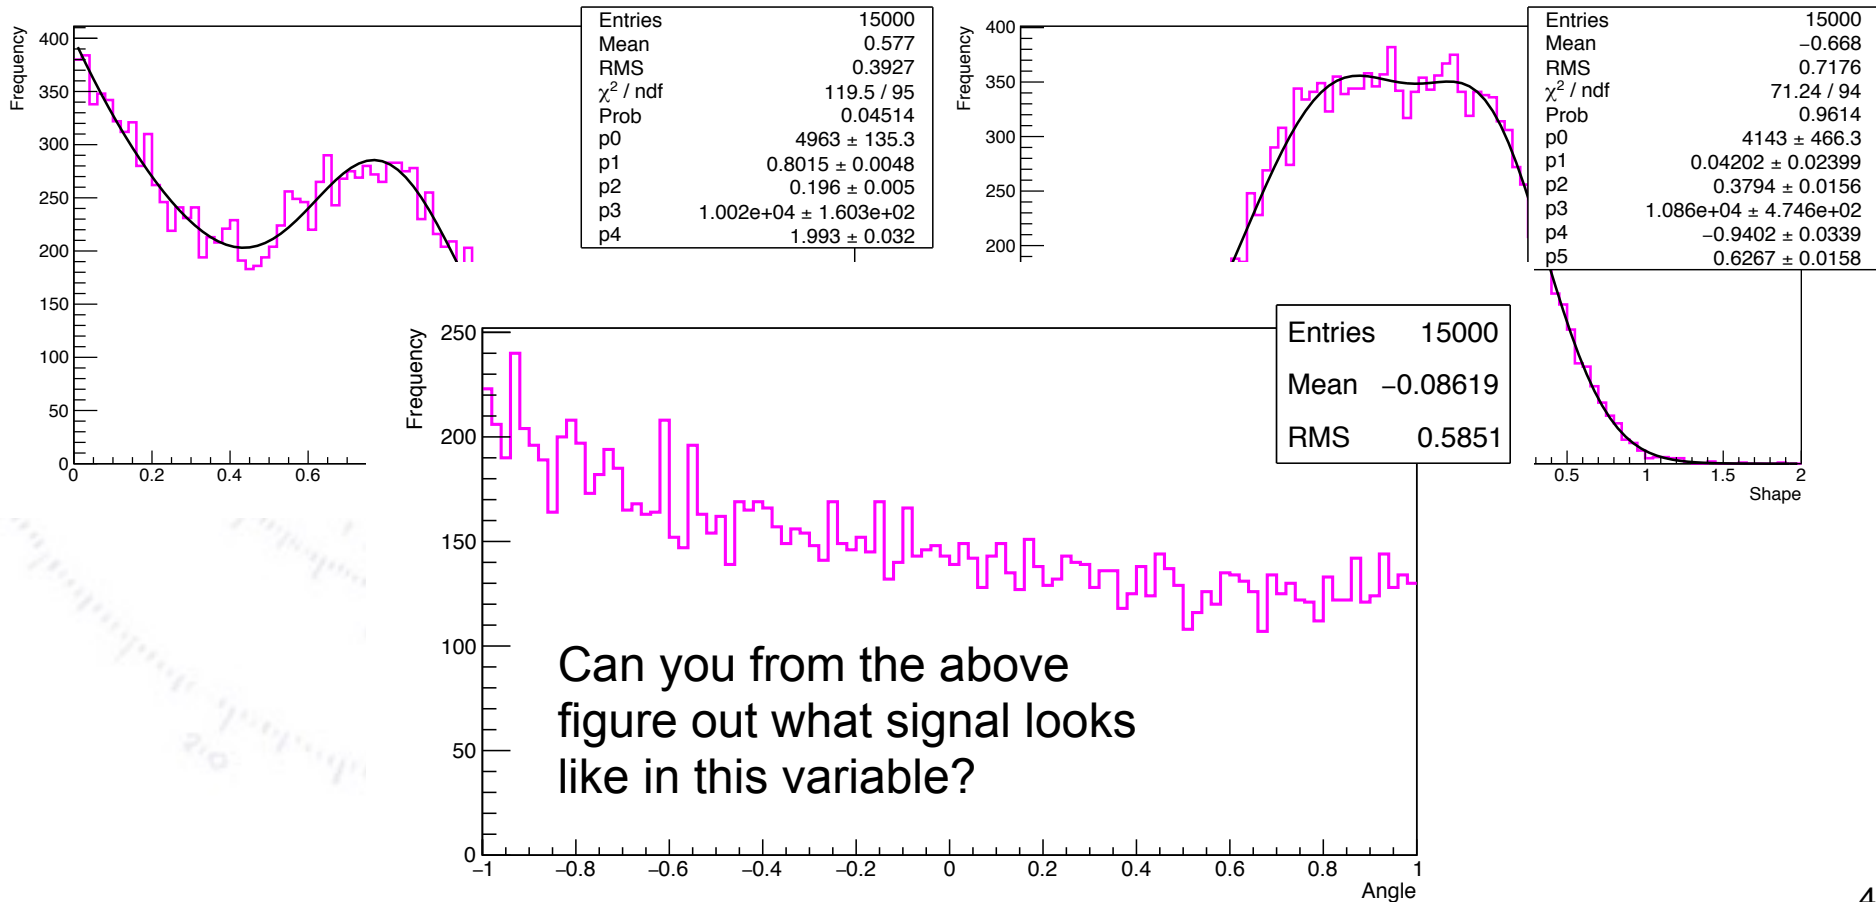 Frequency
400
350
300
250
200
150
100
50
0
0 0.2 0.4 0.6
Entries 15000
Mean 0.577
RMS 0.3927
χ² / ndf 119.5 / 95
Prob 0.04514
p0 4963 ± 135.3
p1 0.8015 ± 0.0048
p2 0.196 ± 0.005
p3 1.002e+04 ± 1.603e+02
p4 1.993 ± 0.032
Frequency
400
350
300
250
200
Entries 15000
Mean −0.668
RMS 0.7176
χ² / ndf 71.24 / 94
Prob 0.9614
p0 4143 ± 466.3
p1 0.04202 ± 0.02399
p2 0.3794 ± 0.0156
p3 1.086e+04 ± 4.746e+02
p4 −0.9402 ± 0.0339
p5 0.6267 ± 0.0158
0.5 1 1.5 2
Shape
Frequency
250
200
150
100
50
0
Entries 15000
Mean −0.08619
RMS 0.5851
Can you from the above
figure out what signal looks
like in this variable?
−1 −0.8 −0.6 −0.4 −0.2 0 0.2 0.4 0.6 0.8 1
Angle
4